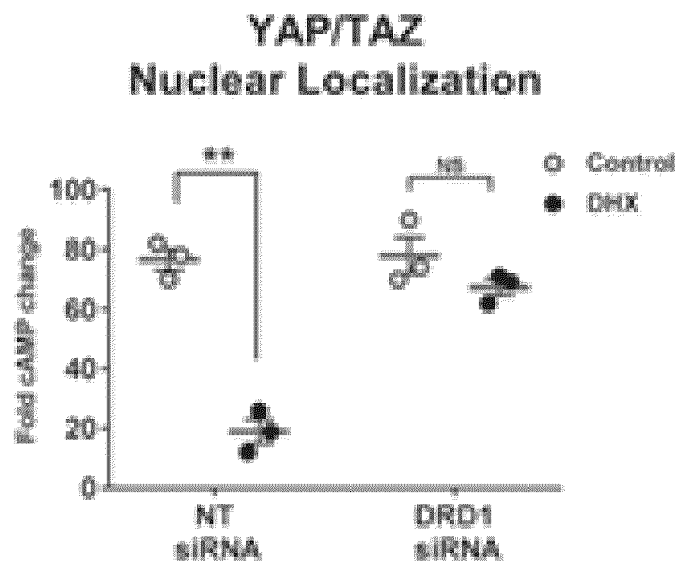 YAP/TAZ
Nuclear Localization
**
NS
Control
DHX
100
80
60
40
20
0
Fold cAMP change
NT
siRNA
DRD1
siRNA